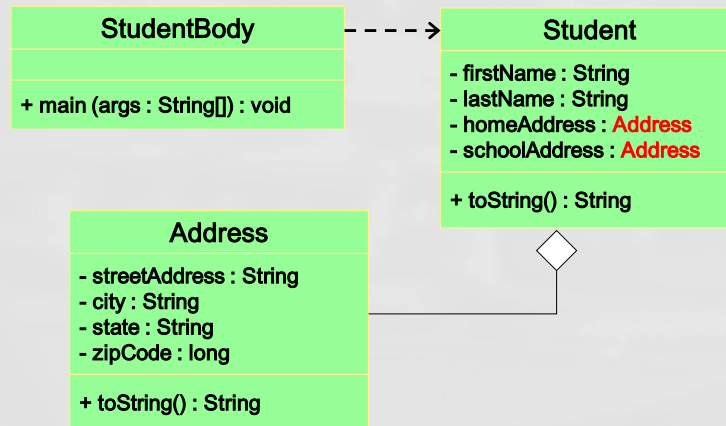 StudentBody
+ main (args : String[]) : void
Student
- firstName : String
- lastName : String
- homeAddress : Address
- schoolAddress : Address
+ toString() : String
Address
- streetAddress : String
- city : String
- state : String
- zipCode : long
+ toString() : String